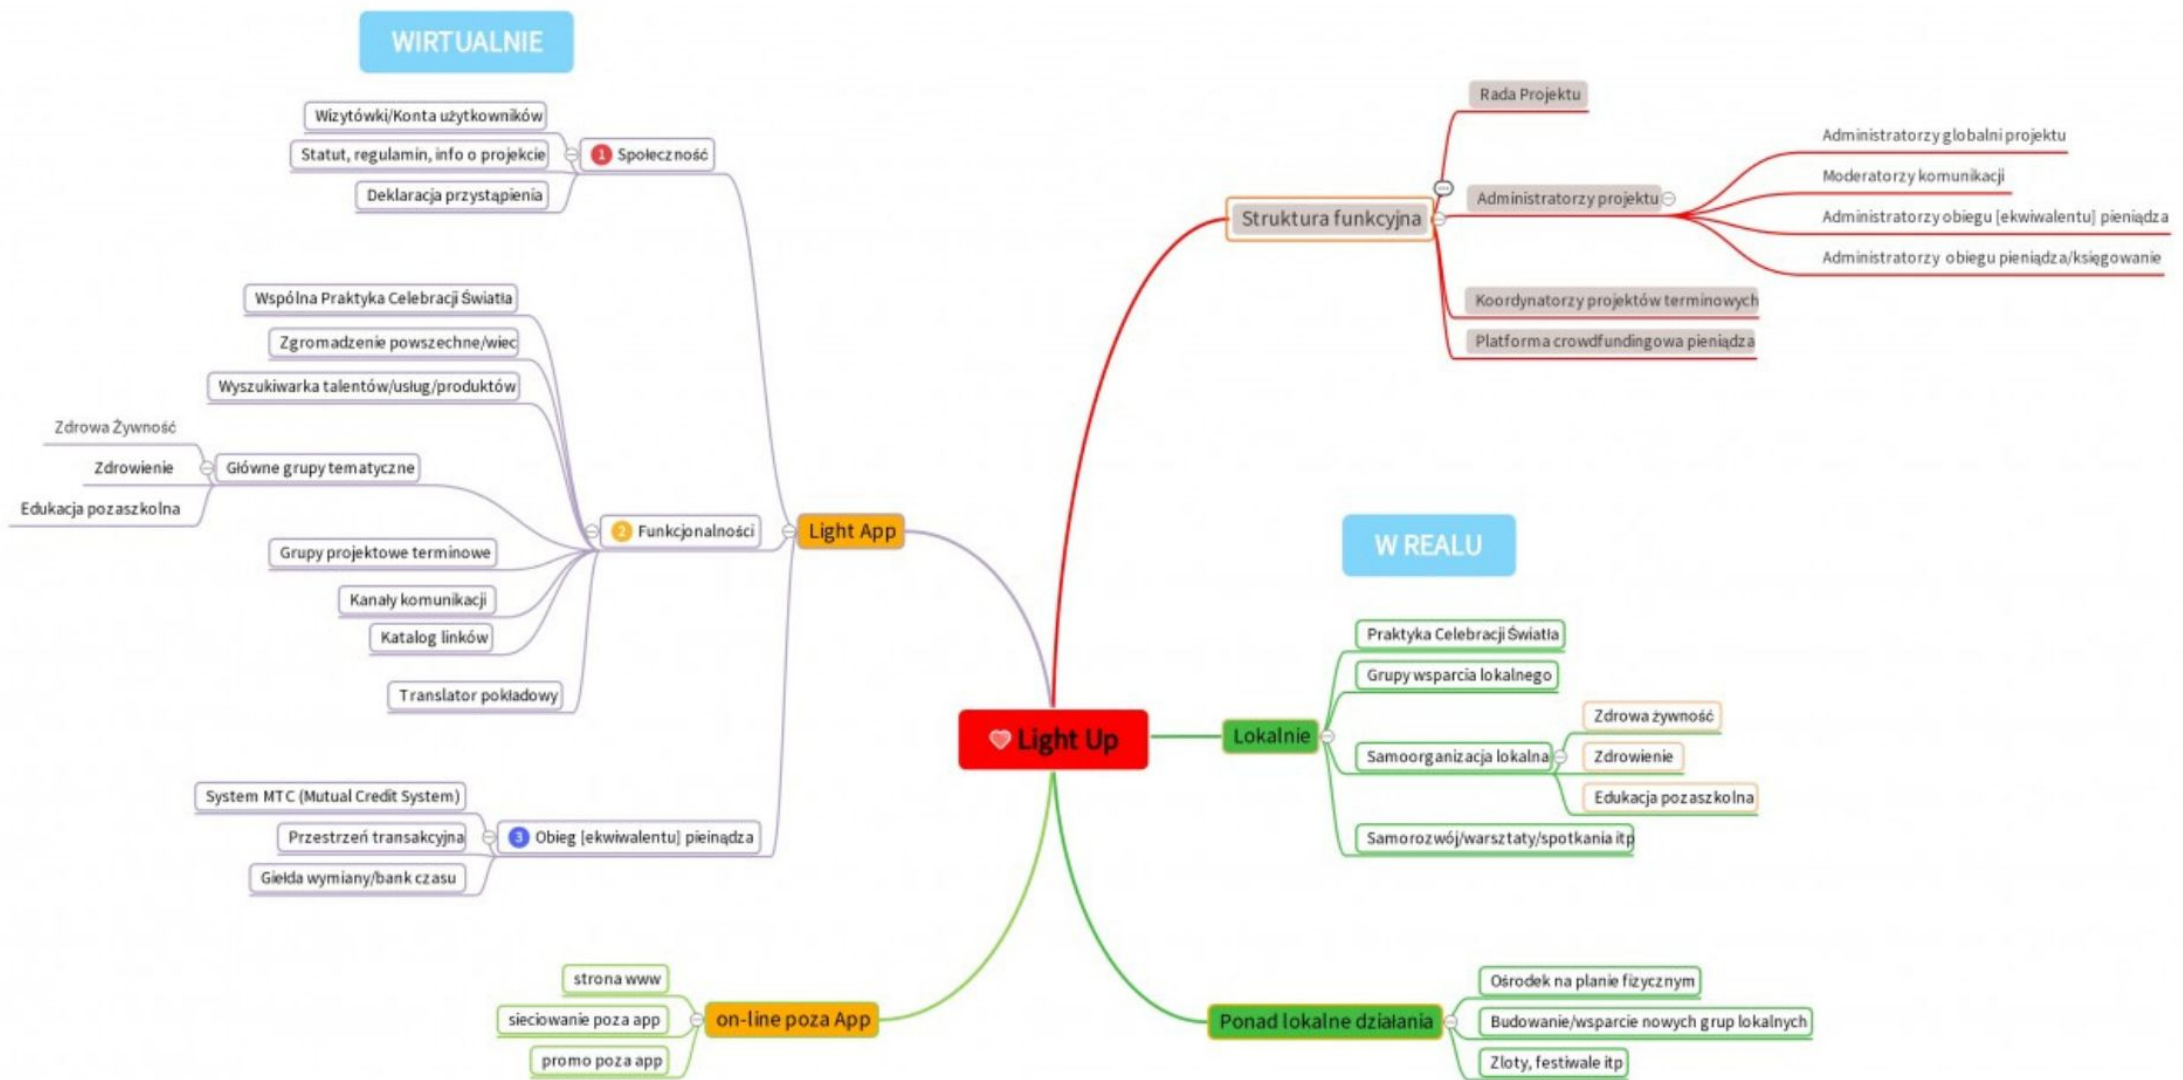 WIRTUALNIE
Wizytówki/Konta użytkowników
Statut, regulamin, info o projekcie
Deklaracja przystąpienia
1 Społeczność
Wspólna Praktyka Celebracji Światła
Zgromadzenie powszechne/wiec
Wyszukiwarka talentów/usług/produktów
Zdrowa Żywność
Zdrowienie
Edukacja pozaszkolna
Główne grupy tematyczne
Grupy projektowe terminowe
Kanały komunikacji
Katalog linków
Translator pokładowy
2 Funkcjonalności
Light App
System MTC (Mutual Credit System)
Przestrzeń transakcyjna
Giełda wymiany/bank czasu
3 Obieg [ekwiwalentu] pieinądza
strona www
sieciowanie poza app
promo poza app
on-line poza App
Light Up
Struktura funkcyjna
Rada Projektu
Administratorzy projektu
Administratorzy globalni projektu
Moderatorzy komunikacji
Administratorzy obiegu [ekwiwalentu] pieniądza
Administratorzy obiegu pieniądza/księgowanie
Koordynatorzy projektów terminowych
Platforma crowdfundingowa pieniądza
W REALU
Lokalnie
Praktyka Celebracji Światła
Grupy wsparcia lokalnego
Samoorganizacja lokalna
Zdrowa żywność
Zdrowienie
Edukacja pozaszkolna
Samorozwój/warsztaty/spotkania itp
Ponad lokalne działania
Ośrodek na planie fizycznym
Budowanie/wsparcie nowych grup lokalnych
Zloty, festiwale itp